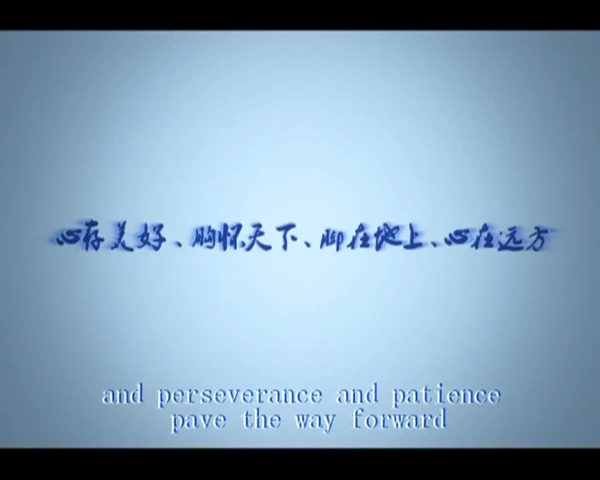 心存美好、胸怀天下、脚在地上、心在远方
and perseverance and patience
pave the way forward